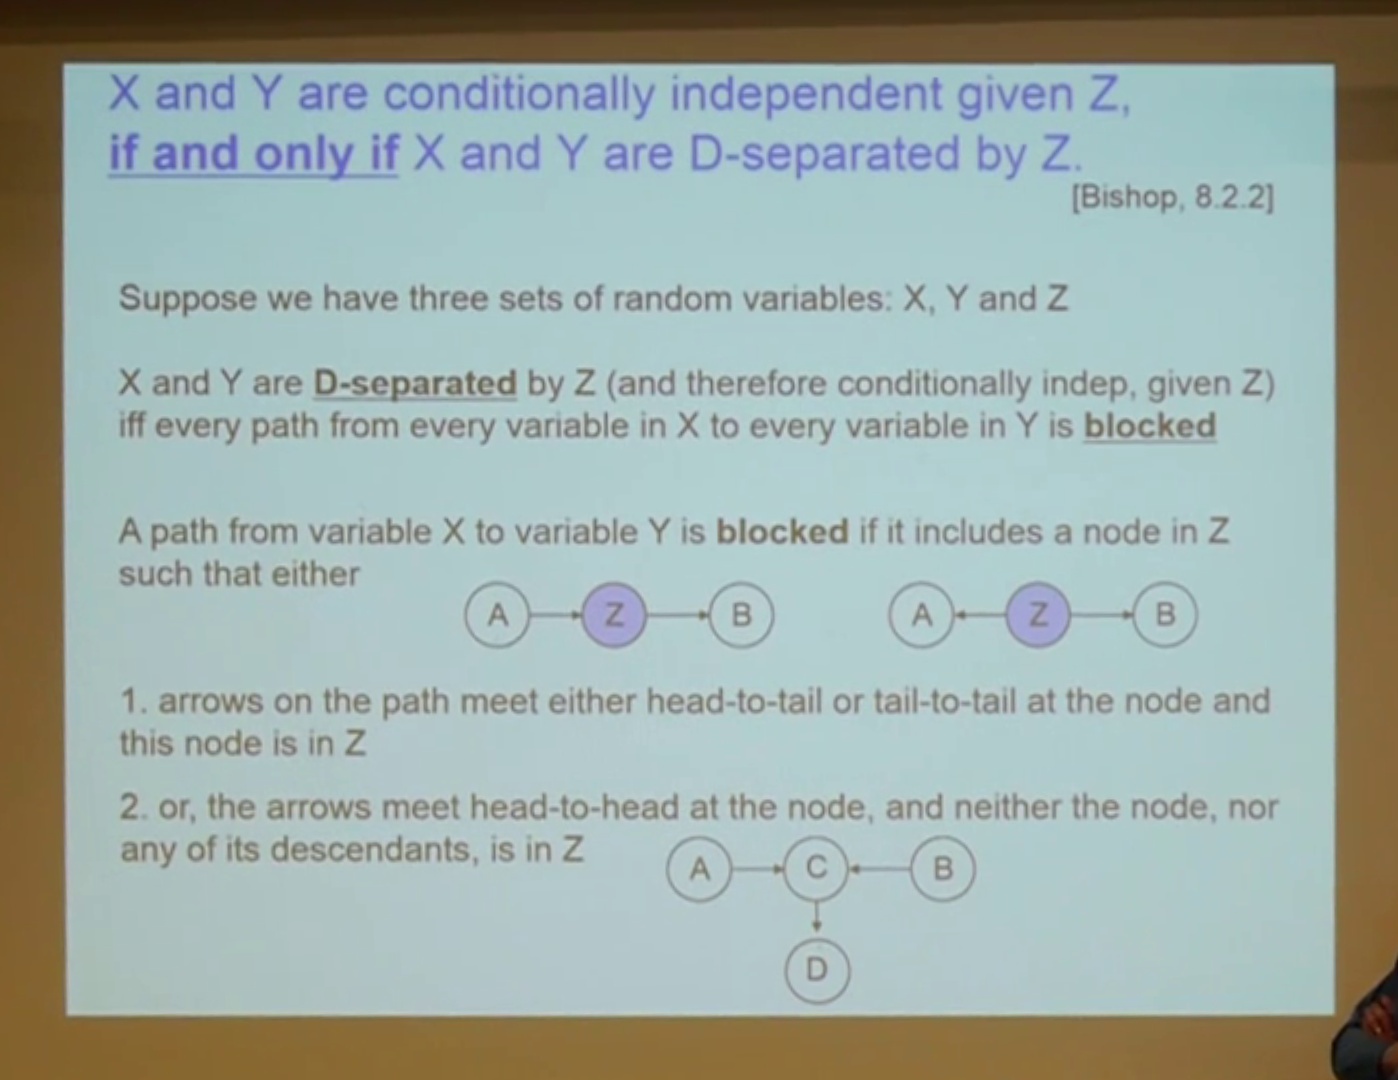 X and Y are conditionally independent given Z,
if and only if X and Y are D-separated by Z.
[Bishop, 8.2.2]
Suppose we have three sets of random variables: X, Y and Z
X and Y are D-separated by Z (and therefore conditionally indep, given Z)
iff every path from every variable in X to every variable in Y is blocked
A path from variable X to variable Y is blocked if it includes a node in Z
such that either
A Z B A Z B
1. arrows on the path meet either head-to-tail or tail-to-tail at the node and
this node is in Z
2. or, the arrows meet head-to-head at the node, and neither the node, nor
any of its descendants, is in Z
A C B
D